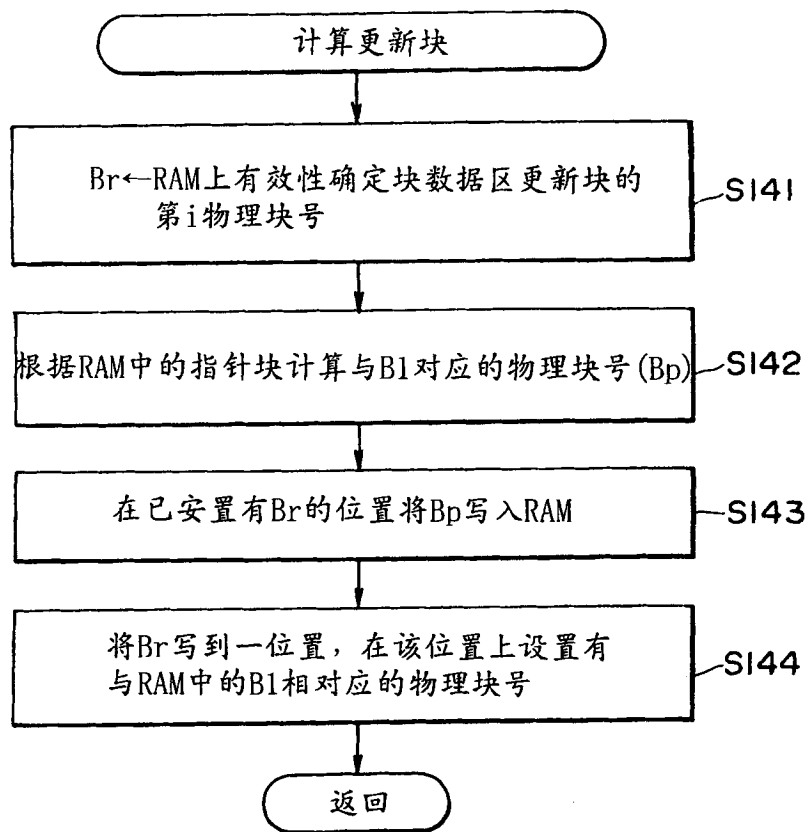 计算更新块
Br←RAM上有效性确定块数据区更新块的
第i物理块号
S141
根据RAM中的指针块计算与Bl对应的物理块号(Bp)
S142
在已安置有Br的位置将Bp写入RAM
S143
将Br写到一位置，在该位置上设置有
与RAM中的Bl相对应的物理块号
S144
返回